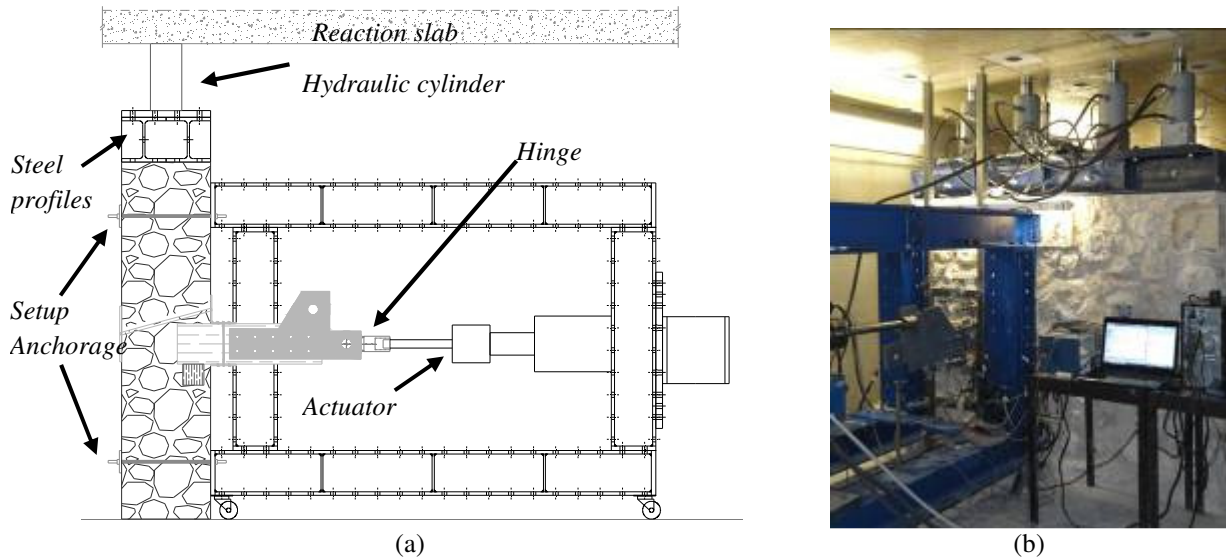 Reaction slab
Hydraulic cylinder
Steel
profiles
Hinge
Setup
Anchorage
Actuator
(a)
(b)